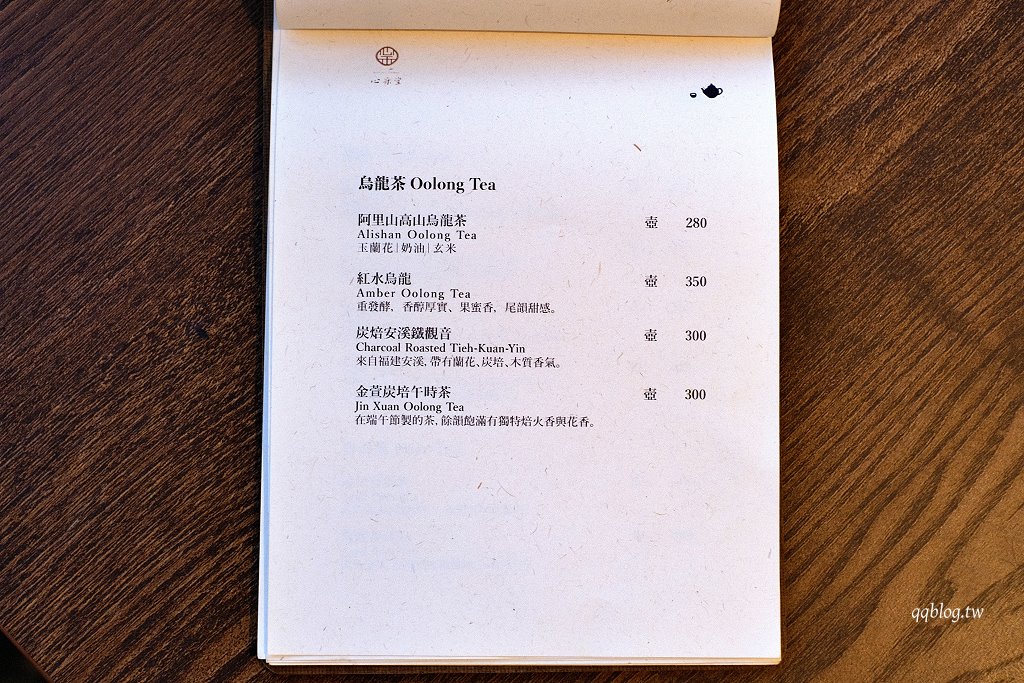 烏龍茶 Oolong Tea
阿里山高山烏龍茶 壺 280
Alishan Oolong Tea
玉蘭花|奶油|玄米
紅水烏龍 壺 350
Amber Oolong Tea
重發酵, 香醇厚實、果蜜香, 尾韻甜感。
炭焙安溪鐵觀音 壺 300
Charcoal Roasted Tieh-Kuan-Yin
來自福建安溪,帶有蘭花、炭培、木質香氣。
金萱炭培午時茶 壺 300
Jin Xuan Oolong Tea
在端午節製的茶, 餘韻飽滿有獨特焙火香與花香。
qqblog.tw